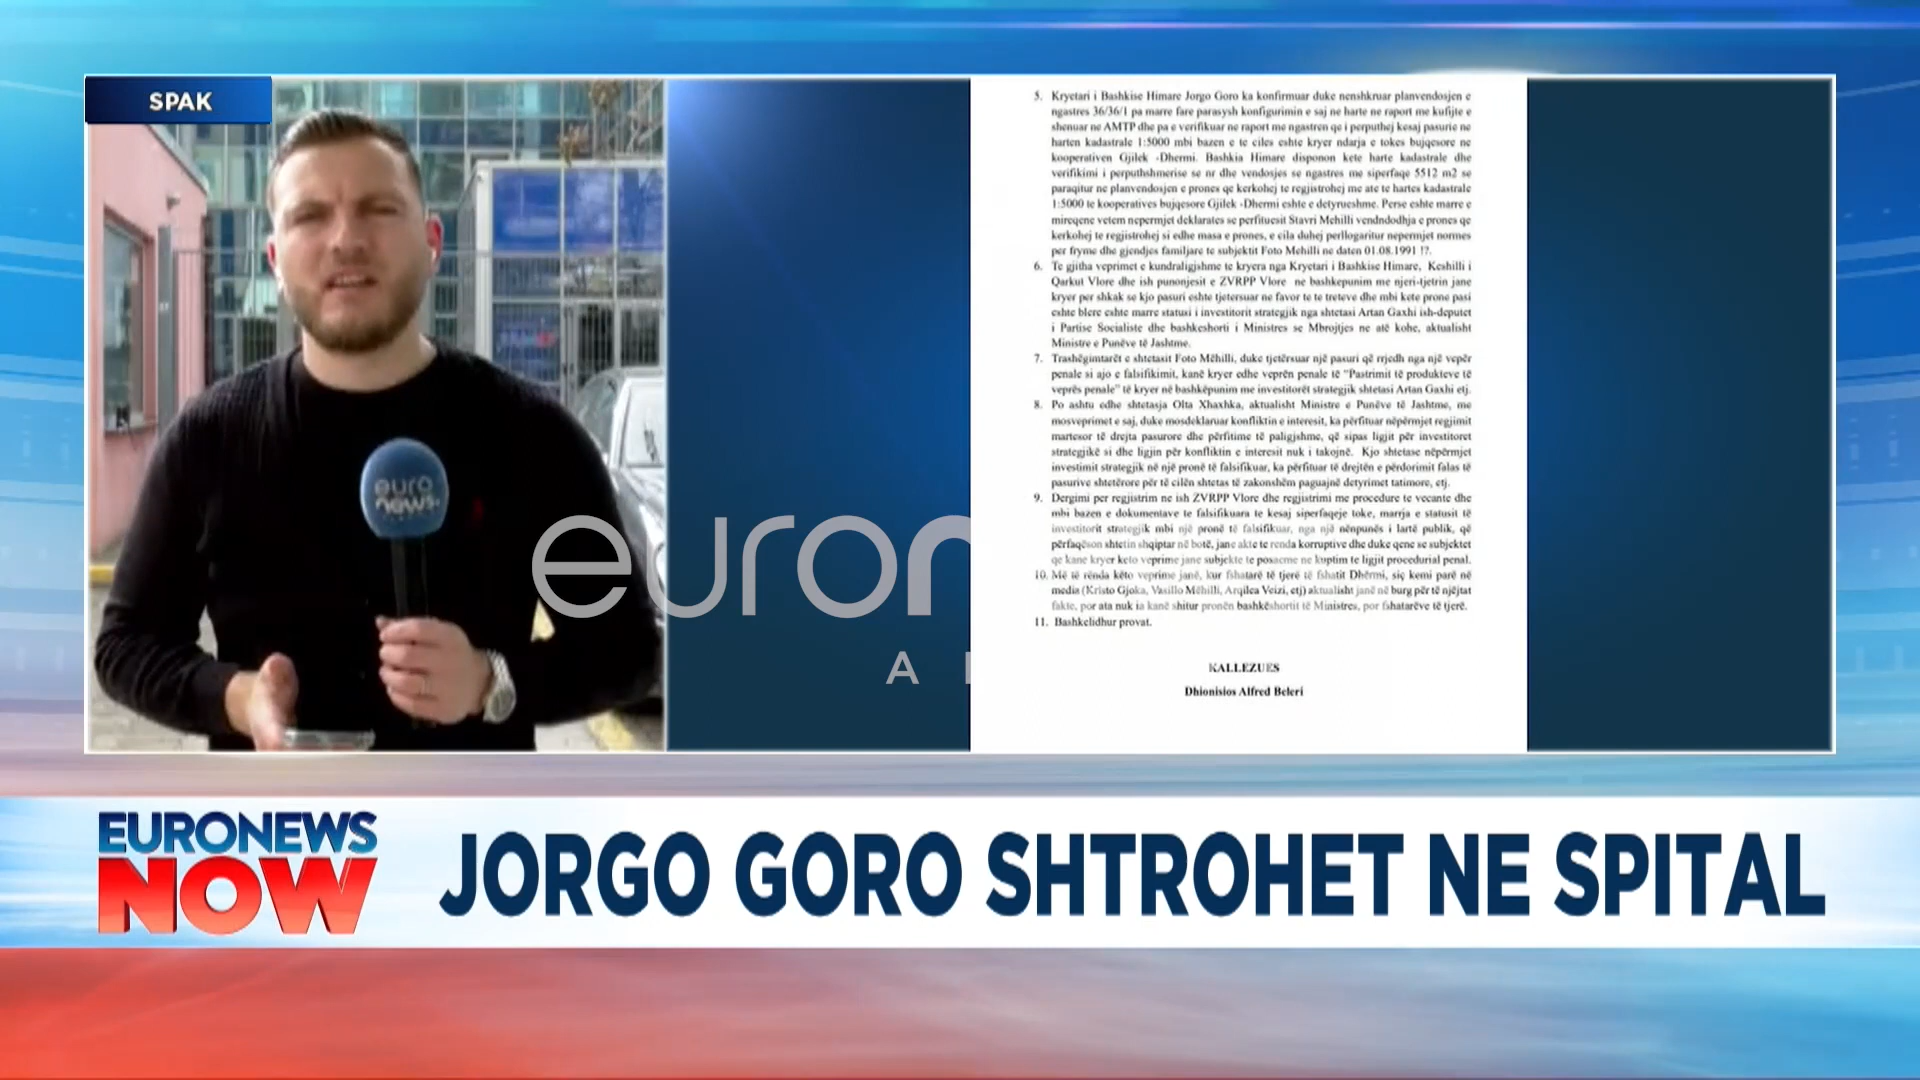 SPAK
5. Kryetari i Bashkise Himare Jorgo Goro ka konfirmuar duke nenshkruar planvendosjen e
ngastres 36/36/1 pa marre fare parasysh konfigurimin e saj ne harte ne raport me kufijte e
shenuar ne AMTP dhe pa e verifikuar ne raport me ngastren qe i perputhej kesaj pasurie ne
harten kadastrale 1:5000 mbi bazen e te ciles eshte kryer ndarja e tokes bujqesore ne
kooperativen Gjilek -Dhermi. Bashkia Himare disponon kete harte kadastrale dhe
verifikimi i perputhshmerise se nr dhe vendosjes se ngastres me siperfaqe 5512 m2 se
paraqitur ne planvendosjen e prones qe kerkohej te regjistrohej me ate te hartes kadastrale
1:5000 te kooperatives bujqesore Gjilek -Dhermi eshte e detyrueshme. Perse eshte marre e
mireqene vetem nepermjet deklarates se perfituesit Stavri Mehilli vendndodhja e prones qe
kerkohej te regjistrohej si edhe masa e prones, e cila duhej perllogaritur nepermjet normes
per fryme dhe gjendjes familjare te subjektit Foto Mehilli ne daten 01.08.1991 !?.
6. Te gjitha veprimet e kundraligjshme te kryera nga Kryetari i Bashkise Himare, Keshilli i
Qarkut Vlore dhe ish punonjesit e ZVRPP Vlore ne bashkepunim me njeri-tjetrin jane
kryer per shkak se kjo pasuri eshte tjetersuar ne favor te te treteve dhe mbi kete prone pasi
eshte blere eshte marre statusi i investitorit strategjik nga shtetasi Artan Gaxhi ish-deputet
i Partise Socialiste dhe bashkeshorti i Ministres se Mbrojtjes ne atë kohe, aktualisht
Ministre e Punëve të Jashtme.
7. Trashëgimtarët e shtetasit Foto Mëhilli, duke tjetërsuar një pasuri që rrjedh nga një vepër
penale si ajo e falsifikimit, kanë kryer edhe veprën penale të “Pastrimit të produkteve të
veprës penale” të kryer në bashkëpunim me investitorët strategjik shtetasi Artan Gaxhi etj.
8. Po ashtu edhe shtetasja Olta Xhaxhka, aktualisht Ministre e Punëve të Jashtme, me
mosveprimet e saj, duke mosdeklaruar konfliktin e interesit, ka përfituar nëpërmjet regjimit
martesor të drejta pasurore dhe përfitime të paligjshme, që sipas ligjit për investitoret
strategjikë si dhe ligjin për konfliktin e interesit nuk i takojnë. Kjo shtetase nëpërmjet
investimit strategjik në një pronë të falsifikuar, ka përfituar të drejtën e përdorimit falas të
pasurive shtetërore për të cilën shtetas të zakonshëm paguajnë detyrimet tatimore, etj.
9. Dergimi per regjistrim ne ish ZVRPP Vlore dhe regjistrimi me procedure te vecante dhe
mbi bazen e dokumentave te falsifikuara te kesaj siperfaqeje toke, marrja e statusit të
investitorit strategjik mbi një pronë të falsifikuar, nga një nënpunës i lartë publik, që
përfaqëson shtetin shqiptar në botë, jane akte te renda korruptive dhe duke qene se subjektet
qe kane kryer keto veprime jane subjekte te posacme ne kuptim te ligjit procedurial penal.
10. Më të rënda këto veprime janë, kur fshatarë të tjerë të fshatit Dhërmi, siç kemi parë në
media (Kristo Gjoka, Vasillo Mëhilli, Arqilea Veizi, etj) aktualisht janë në burg për të njëjtat
fakte, por ata nuk ia kanë shitur pronën bashkëshortit të Ministres, por fshatarëve të tjerë.
11. Bashkelidhur provat.
KALLEZUES
Dhionisios Alfred Beleri
euro
news.
euron
A
EURONEWS
NOW
JORGO GORO SHTROHET NE SPITAL